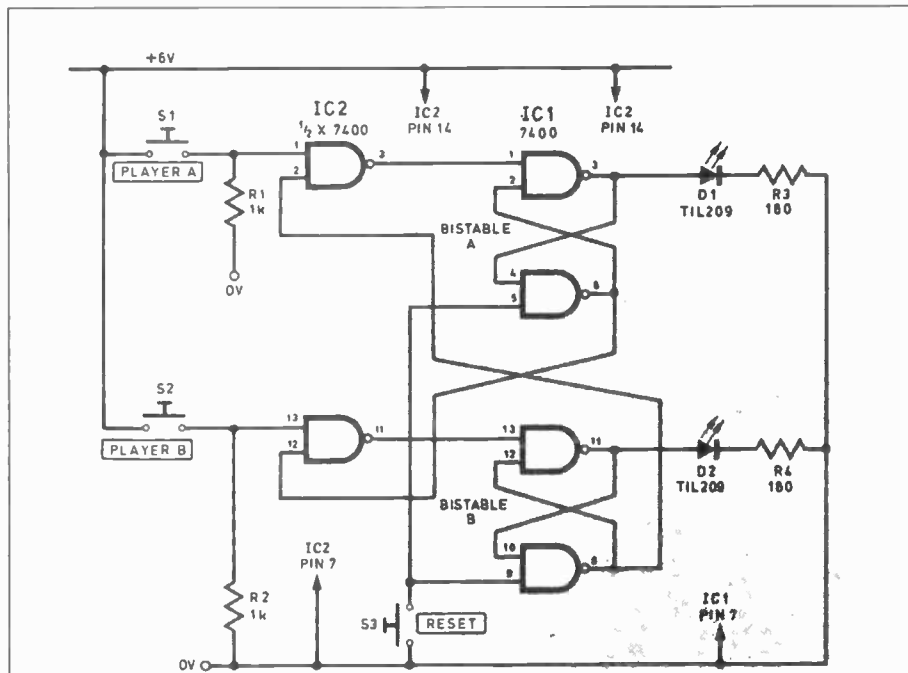 +6V
IC2
1/2 X 7400
IC2
PIN 14
IC1
7400
IC2
PIN 14
S1
PLAYER A
1
2
3
1
2
3
R1
1k
0V
D1
TIL209
R3
180
BISTABLE
A
4
5
6
S2
PLAYER B
13
12
11
13
12
11
R2
1k
D2
TIL209
R4
180
BISTABLE
B
10
9
8
IC2
PIN 7
S3
RESET
IC1
PIN 7
0V